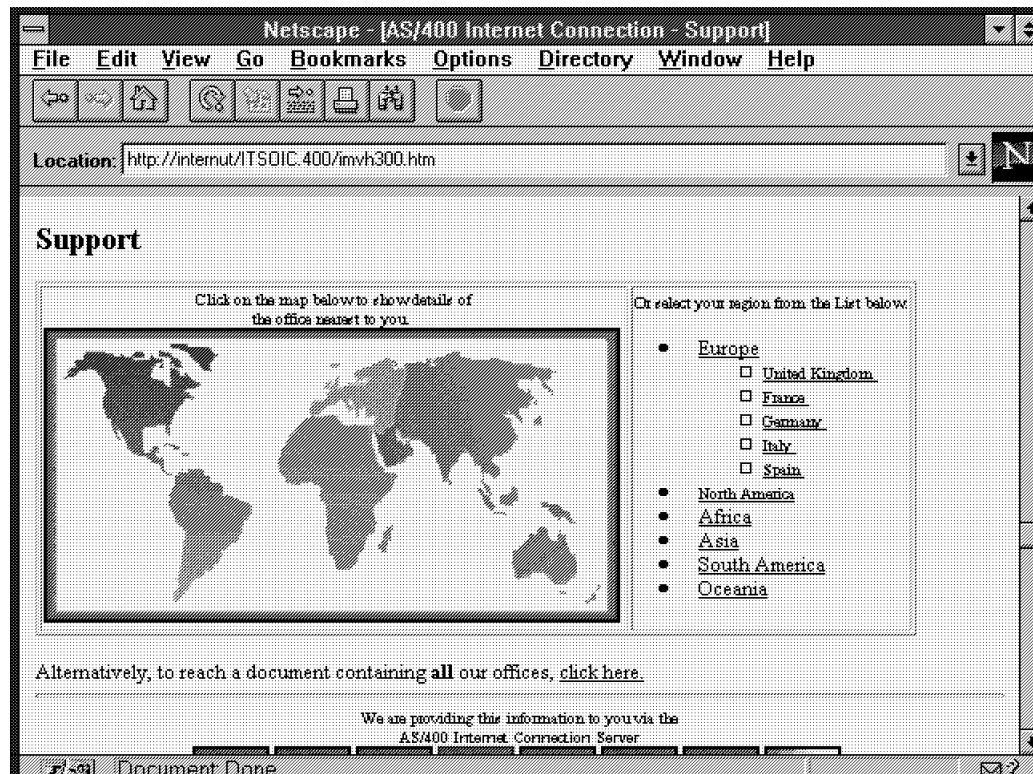 Netscape - [AS/400 Internet Connection - Support]
File Edit View Go Bookmarks Options Directory Window Help
Location: http://internut/ITSOIC.400/imvh300.htm
N
Support
Click on the map below to show details of
the office nearest to you.
Or select your region from the List below:
Europe
United Kingdom
France
Germany
Italy
Spain
North America
Africa
Asia
South America
Oceania
Alternatively, to reach a document containing all our offices, click here.
We are providing this information to you via the
AS/400 Internet Connection Server
Document: Done